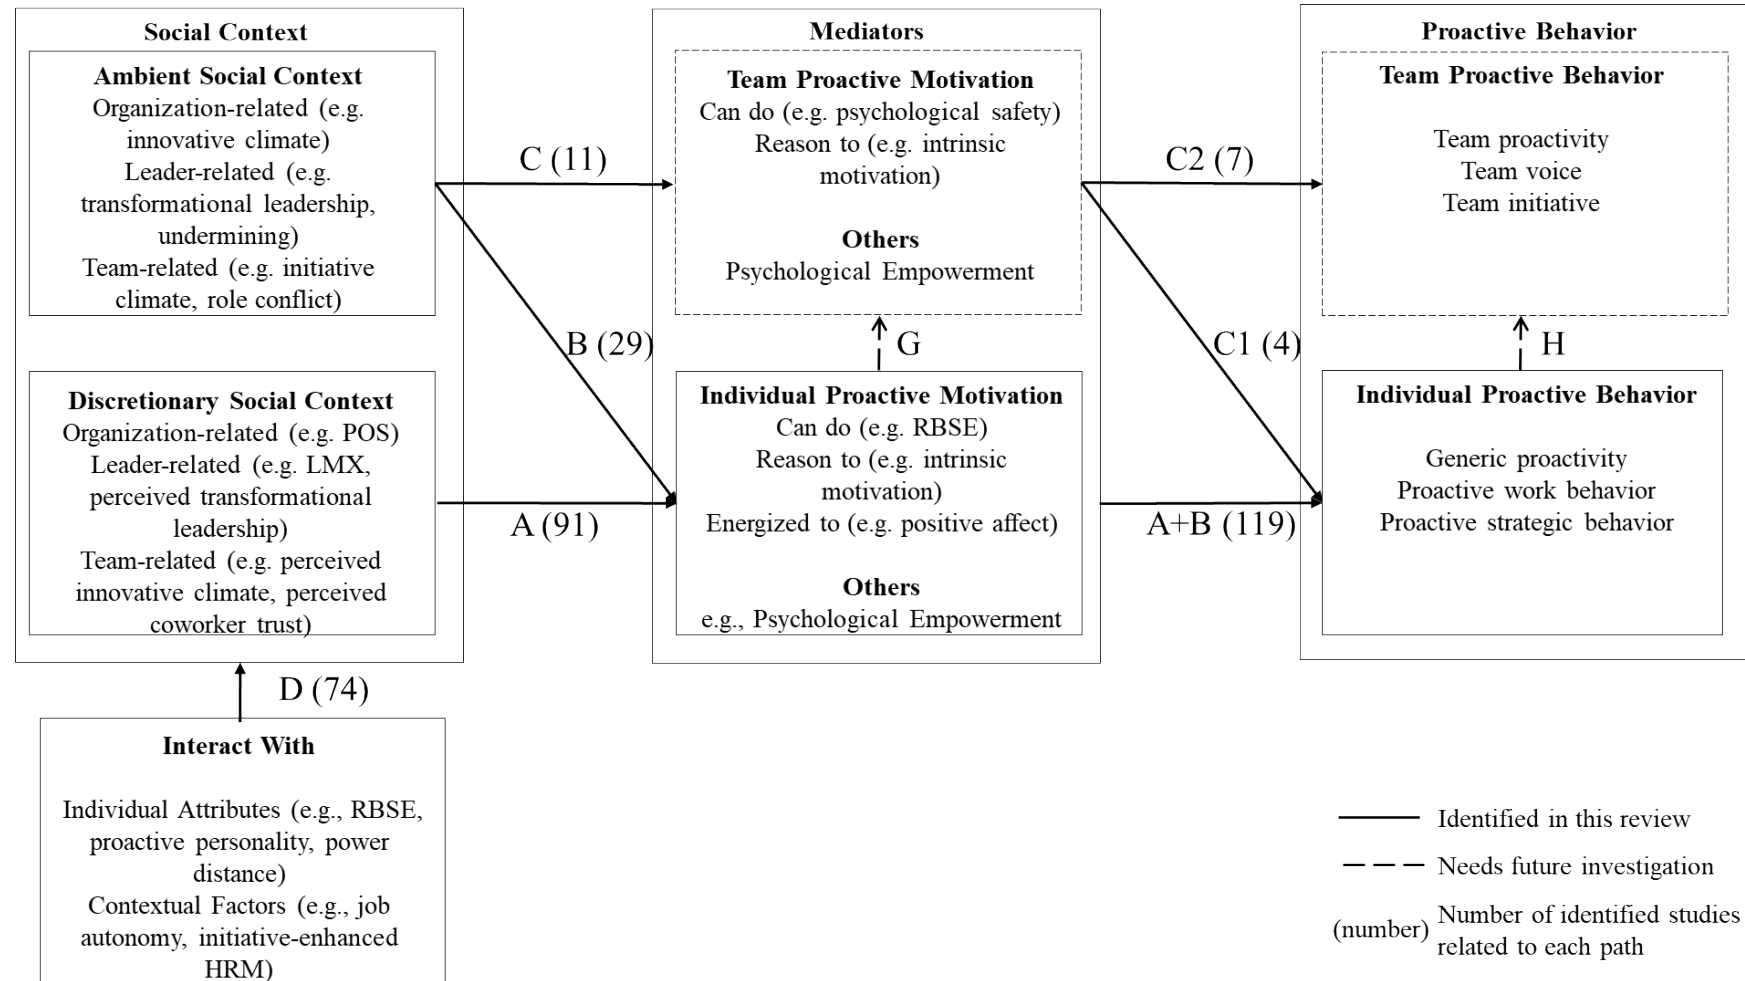 Social Context
Ambient Social Context
Organization-related (e.g.
innovative climate)
Leader-related (e.g.
transformational leadership,
undermining)
Team-related (e.g. initiative
climate, role conflict)
Discretionary Social Context
Organization-related (e.g. POS)
Leader-related (e.g. LMX,
perceived transformational
leadership)
Team-related (e.g. perceived
innovative climate, perceived
coworker trust)
D (74)
Interact With
Individual Attributes (e.g., RBSE,
proactive personality, power
distance)
Contextual Factors (e.g., job
autonomy, initiative-enhanced
HRM)
C (11)
B (29)
A (91)
Mediators
Team Proactive Motivation
Can do (e.g. psychological safety)
Reason to (e.g. intrinsic
motivation)
Others
Psychological Empowerment
G
Individual Proactive Motivation
Can do (e.g. RBSE)
Reason to (e.g. intrinsic
motivation)
Energized to (e.g. positive affect)
Others
e.g., Psychological Empowerment
C2 (7)
C1 (4)
A+B (119)
Proactive Behavior
Team Proactive Behavior
Team proactivity
Team voice
Team initiative
H
Individual Proactive Behavior
Generic proactivity
Proactive work behavior
Proactive strategic behavior
Identified in this review
Needs future investigation
(number) Number of identified studies
related to each path